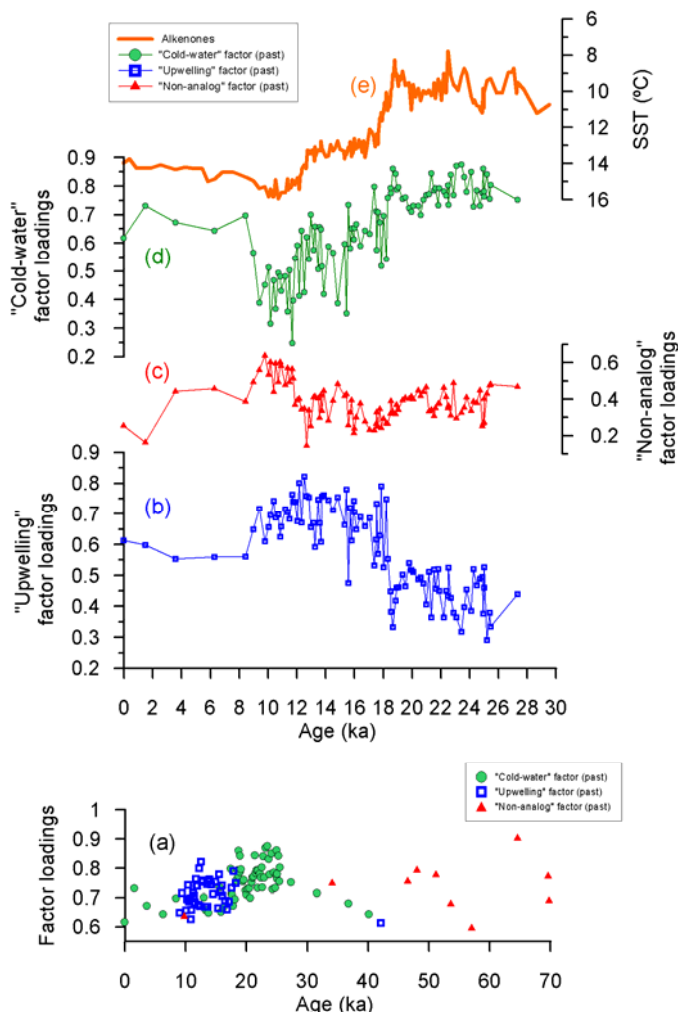 Alkenones
"Cold-water" factor (past)
"Upwelling" factor (past)
"Non-analog" factor (past)
6
8
10
12
14
16
SST (ºC)
(e)
0.9
0.8
0.7
0.6
0.5
0.4
0.3
0.2
"Cold-water"
factor loadings
(d)
(c)
0.6
0.4
0.2
"Non-analog"
factor loadings
0.9
0.8
0.7
0.6
0.5
0.4
0.3
0.2
"Upwelling"
factor loadings
(b)
0 2 4 6 8 10 12 14 16 18 20 22 24 26 28 30
Age (ka)
"Cold-water" factor (past)
"Upwelling" factor (past)
"Non-analog" factor (past)
(a)
1
0.9
0.8
0.7
0.6
Factor loadings
0 10 20 30 40 50 60 70
Age (ka)